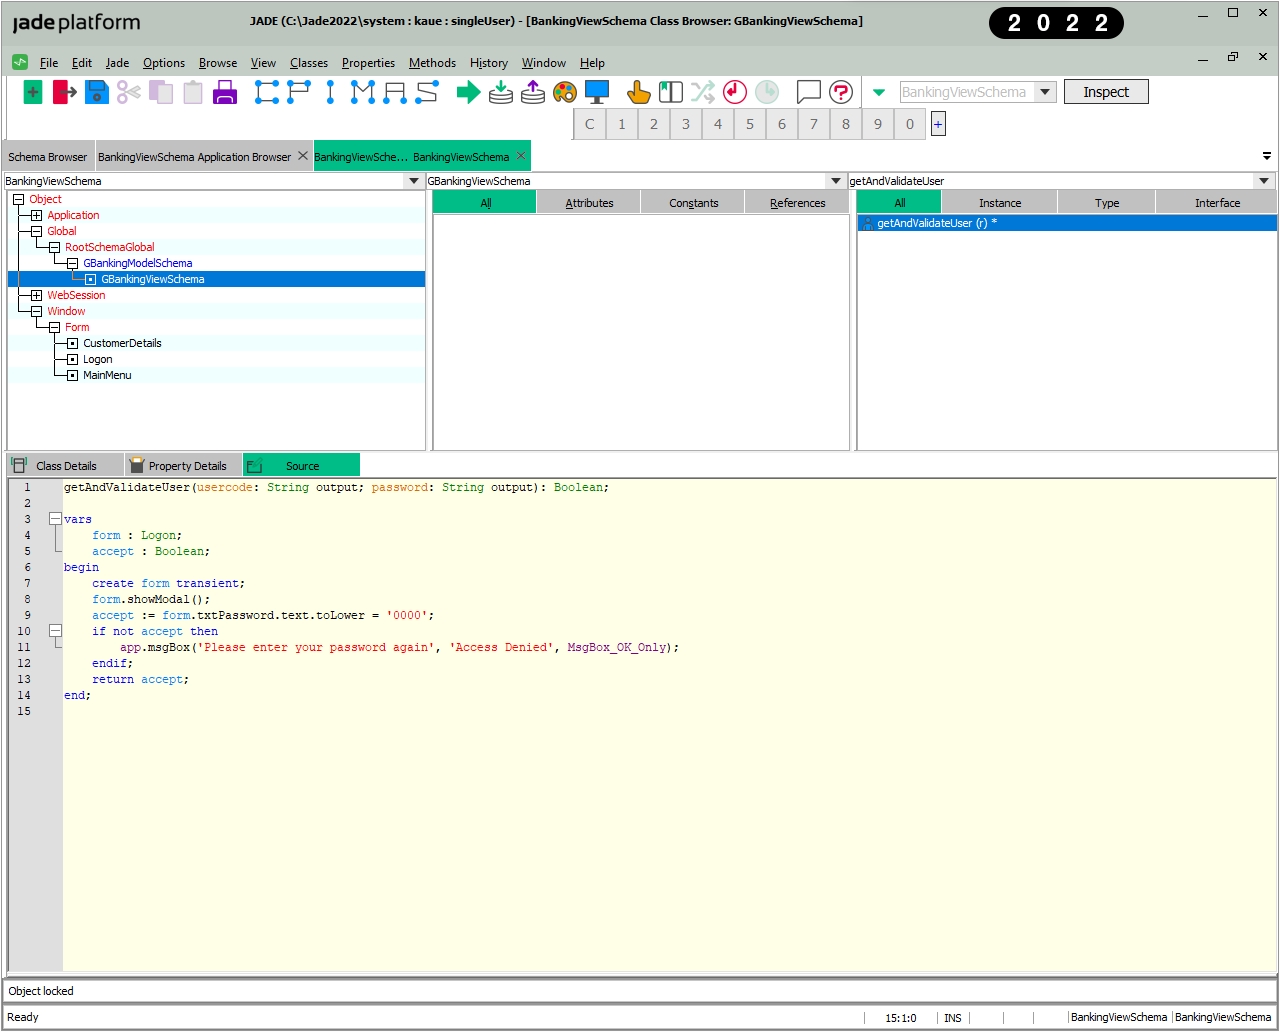 jadeplatform
JADE (C:\Jade2022\system : kaue : singleUser) - [BankingViewSchema Class Browser: GBankingViewSchema]
2 0 2 2
File Edit Jade Options Browse View Classes Properties Methods History Window Help
BankingViewSchema Inspect
C 1 2 3 4 5 6 7 8 9 0 +
Schema Browser BankingViewSchema Application Browser BankingViewSche... BankingViewSchema
BankingViewSchema GBankingViewSchema getAndValidateUser
All Attributes Constants References All Instance Type Interface
Object
Application
Global
RootSchemaGlobal
GBankingModelSchema
GBankingViewSchema
WebSession
Window
Form
CustomerDetails
Logon
MainMenu
getAndValidateUser (r) *
Class Details Property Details Source
1 getAndValidateUser(usercode: String output; password: String output): Boolean;
2
3 vars
4 form : Logon;
5 accept : Boolean;
6 begin
7 create form transient;
8 form.showModal();
9 accept := form.txtPassword.text.toLower = '0000';
10 if not accept then
11 app.msgBox('Please enter your password again', 'Access Denied', MsgBox_OK_Only);
12 endif;
13 return accept;
14 end;
15
Object locked
Ready 15:1:0 INS BankingViewSchema BankingViewSchema